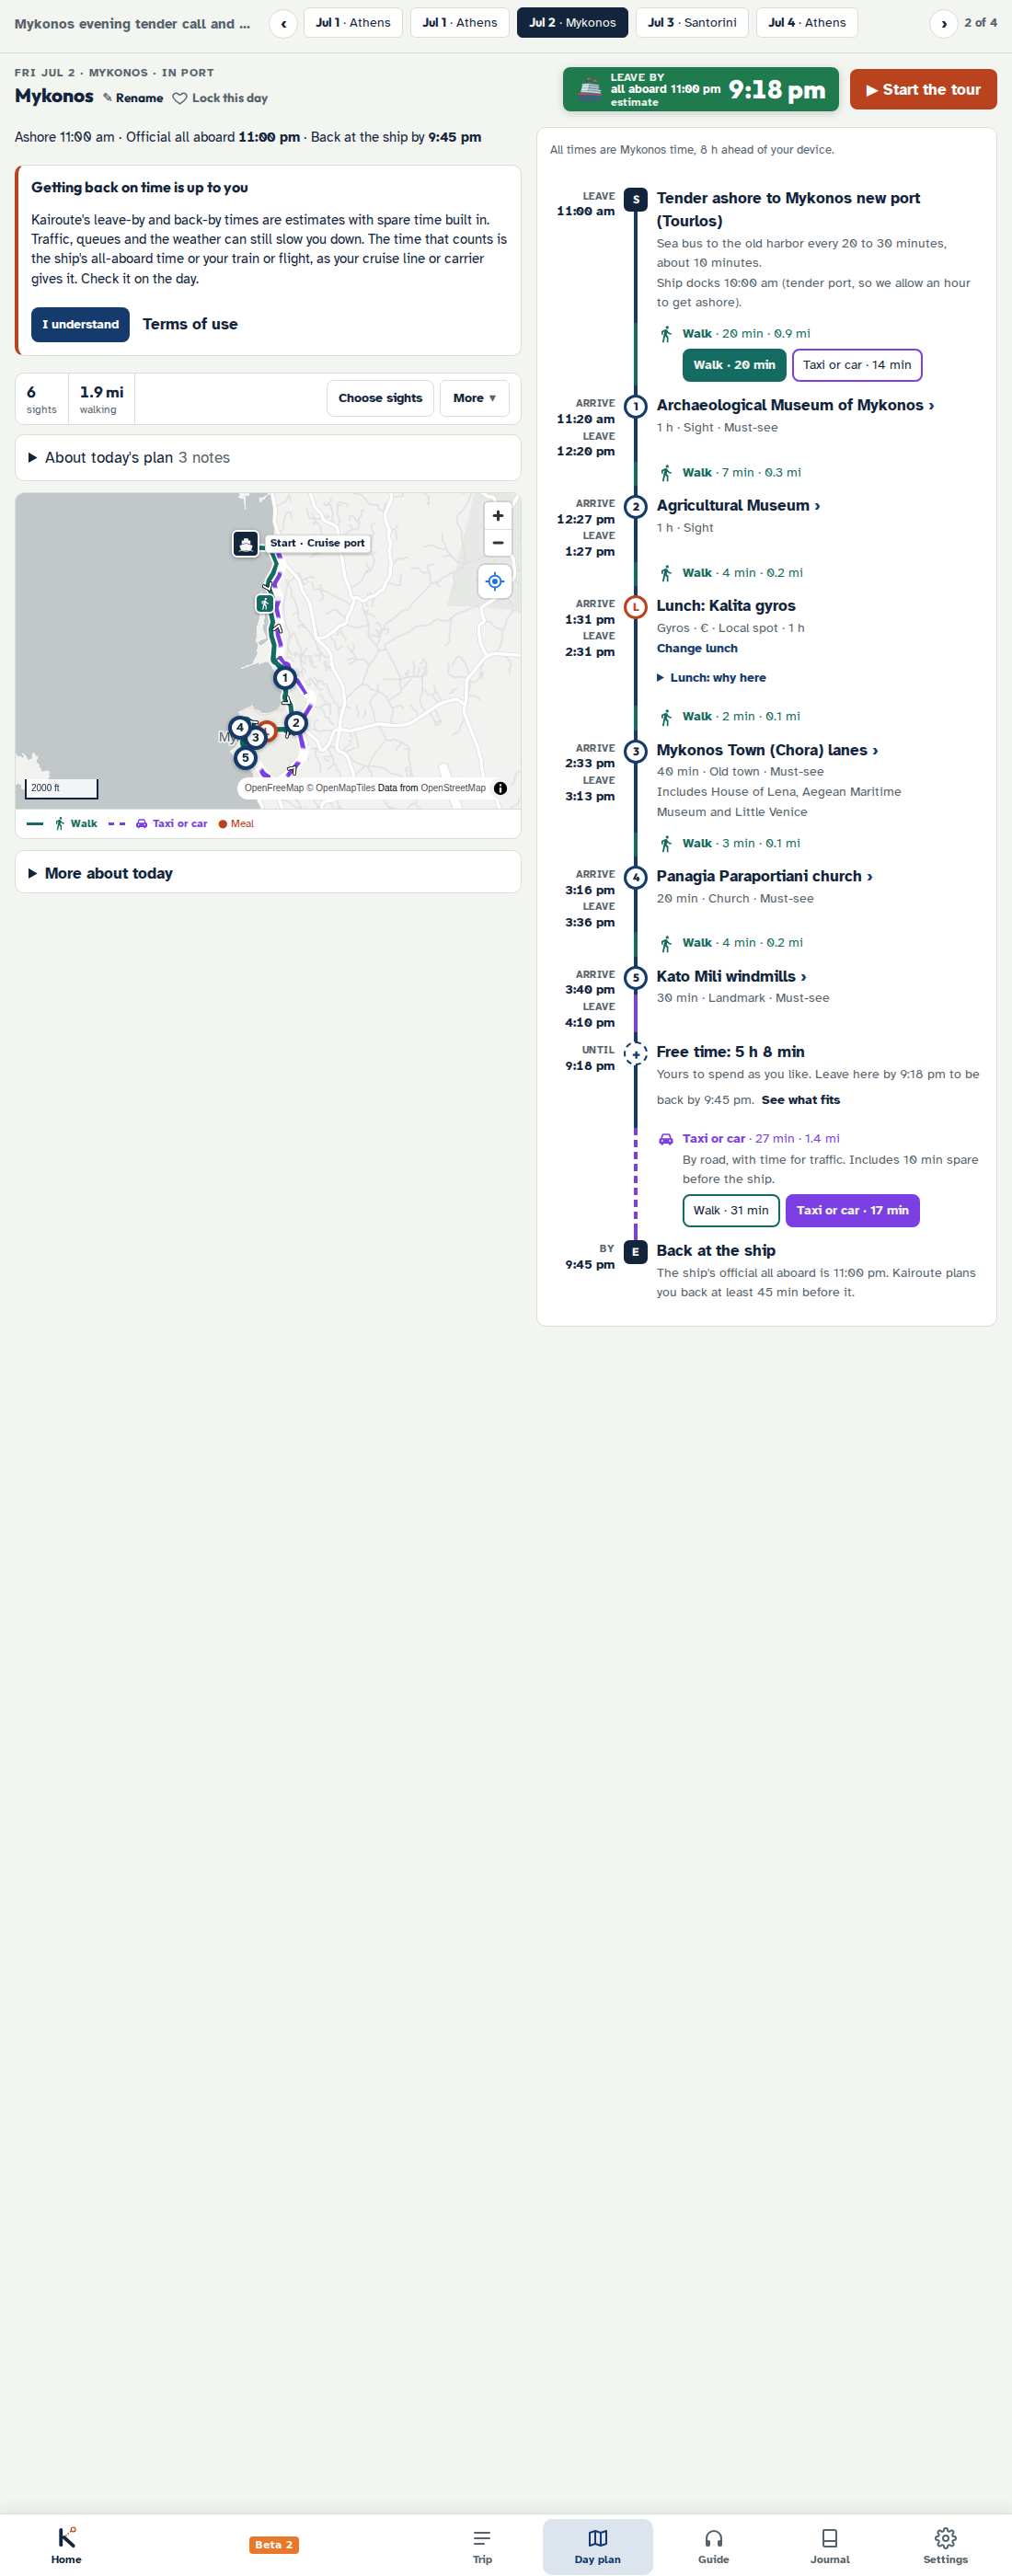 Mykonos evening tender call and ...
‹
Jul 1 · Athens
Jul 1 · Athens
Jul 2 · Mykonos
Jul 3 · Santorini
Jul 4 · Athens
›
2 of 4
FRI JUL 2 · MYKONOS · IN PORT
Mykonos ✎ Rename Lock this day
LEAVE BY
all aboard 11:00 pm
estimate
9:18 pm
▶ Start the tour
Ashore 11:00 am · Official all aboard 11:00 pm · Back at the ship by 9:45 pm
Getting back on time is up to you
Kairoute's leave-by and back-by times are estimates with spare time built in.
Traffic, queues and the weather can still slow you down. The time that counts is
the ship's all-aboard time or your train or flight, as your cruise line or carrier
gives it. Check it on the day.
I understand
Terms of use
6
sights
1.9 mi
walking
Choose sights
More ▼
▶ About today's plan 3 notes
+
−
Start · Cruise port
1
2
3
4
5
My
2000 ft
OpenFreeMap © OpenMapTiles Data from OpenStreetMap
Walk
Taxi or car
Meal
▶ More about today
All times are Mykonos time, 8 h ahead of your device.
LEAVE
11:00 am
S
Tender ashore to Mykonos new port
(Tourlos)
Sea bus to the old harbor every 20 to 30 minutes,
about 10 minutes.
Ship docks 10:00 am (tender port, so we allow an hour
to get ashore).
Walk · 20 min · 0.9 mi
Walk · 20 min
Taxi or car · 14 min
ARRIVE
11:20 am
LEAVE
12:20 pm
1
Archaeological Museum of Mykonos ›
1 h · Sight · Must-see
Walk · 7 min · 0.3 mi
ARRIVE
12:27 pm
LEAVE
1:27 pm
2
Agricultural Museum ›
1 h · Sight
Walk · 4 min · 0.2 mi
ARRIVE
1:31 pm
LEAVE
2:31 pm
L
Lunch: Kalita gyros
Gyros · € · Local spot · 1 h
Change lunch
▶ Lunch: why here
Walk · 2 min · 0.1 mi
ARRIVE
2:33 pm
LEAVE
3:13 pm
3
Mykonos Town (Chora) lanes ›
40 min · Old town · Must-see
Includes House of Lena, Aegean Maritime
Museum and Little Venice
Walk · 3 min · 0.1 mi
ARRIVE
3:16 pm
LEAVE
3:36 pm
4
Panagia Paraportiani church ›
20 min · Church · Must-see
Walk · 4 min · 0.2 mi
ARRIVE
3:40 pm
LEAVE
4:10 pm
5
Kato Mili windmills ›
30 min · Landmark · Must-see
UNTIL
9:18 pm
+
Free time: 5 h 8 min
Yours to spend as you like. Leave here by 9:18 pm to be
back by 9:45 pm. See what fits
Taxi or car · 27 min · 1.4 mi
By road, with time for traffic. Includes 10 min spare
before the ship.
Walk · 31 min
Taxi or car · 17 min
BY
9:45 pm
E
Back at the ship
The ship's official all aboard is 11:00 pm. Kairoute plans
you back at least 45 min before it.
Home
Beta 2
Trip
Day plan
Guide
Journal
Settings